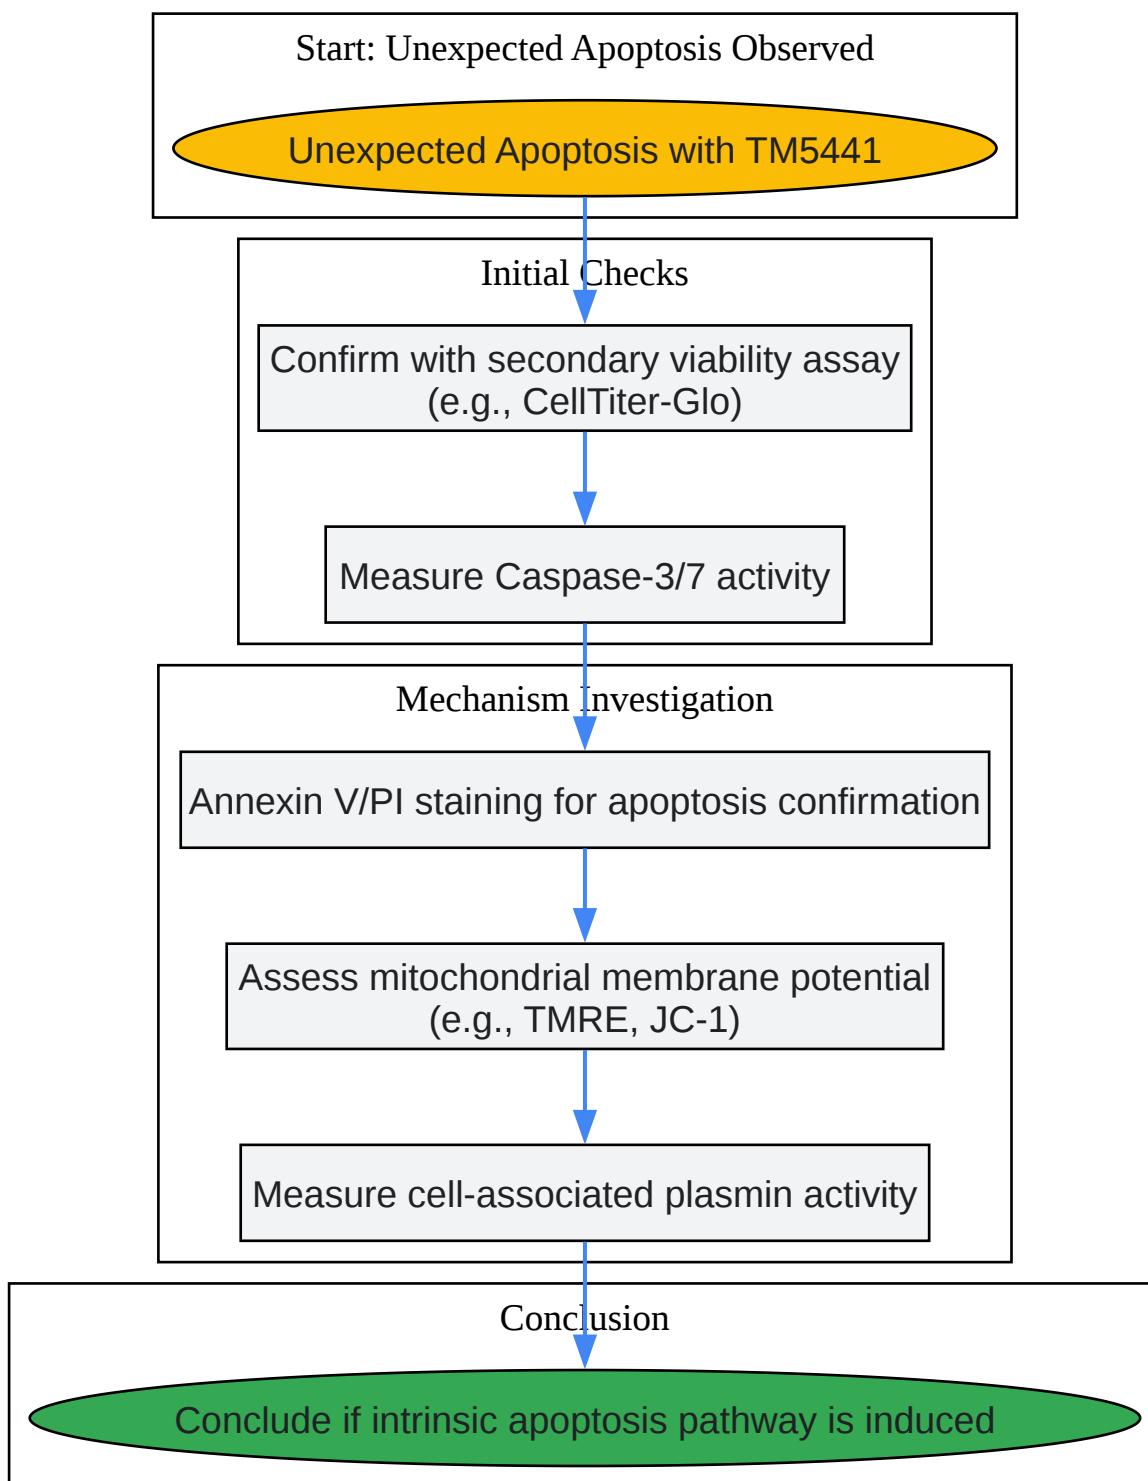 Start: Unexpected Apoptosis Observed
Unexpected Apoptosis with TM5441
Initial Checks
Confirm with secondary viability assay
(e.g., CellTiter-Glo)
Measure Caspase-3/7 activity
Mechanism Investigation
Annexin V/PI staining for apoptosis confirmation
Assess mitochondrial membrane potential
(e.g., TMRE, JC-1)
Measure cell-associated plasmin activity
Conclusion
Conclude if intrinsic apoptosis pathway is induced